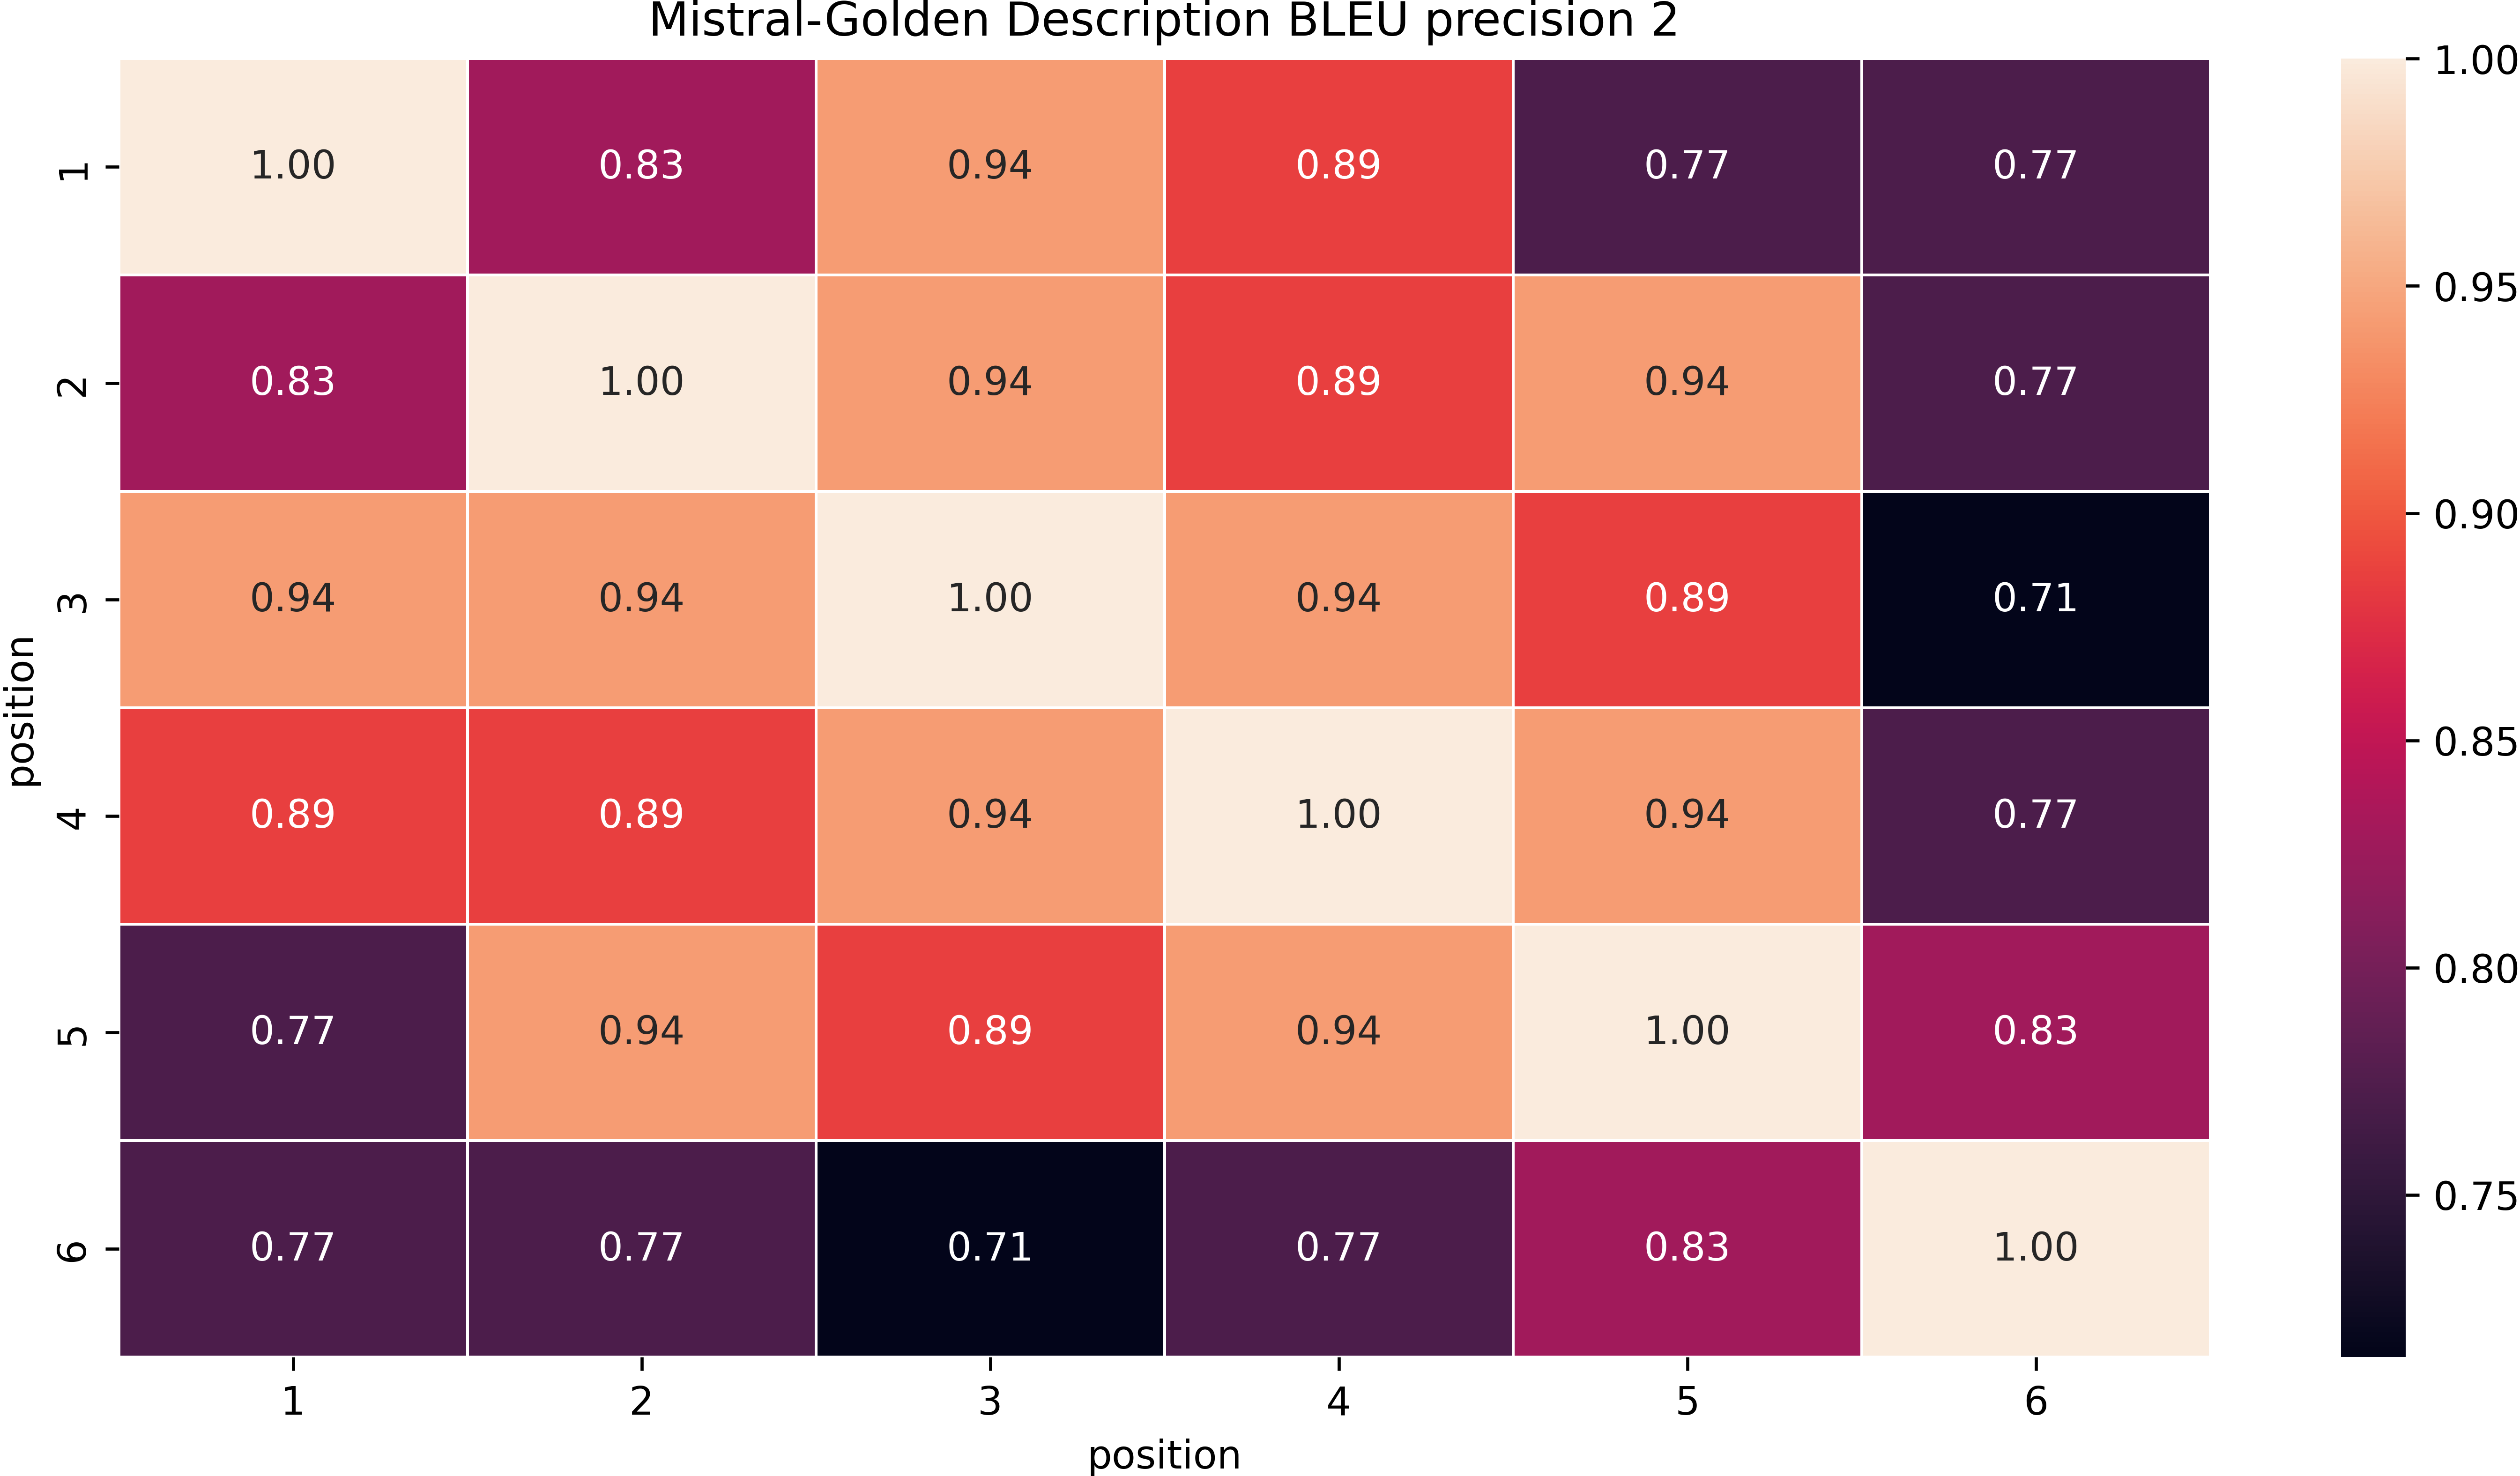 Mistral-Golden Description BLEU precision 2
1 1.00 0.83 0.94 0.89 0.77 0.77
2 0.83 1.00 0.94 0.89 0.94 0.77
3 0.94 0.94 1.00 0.94 0.89 0.71
4 0.89 0.89 0.94 1.00 0.94 0.77
5 0.77 0.94 0.89 0.94 1.00 0.83
6 0.77 0.77 0.71 0.77 0.83 1.00
1 2 3 4 5 6
position
position
1.00
0.95
0.90
0.85
0.80
0.75